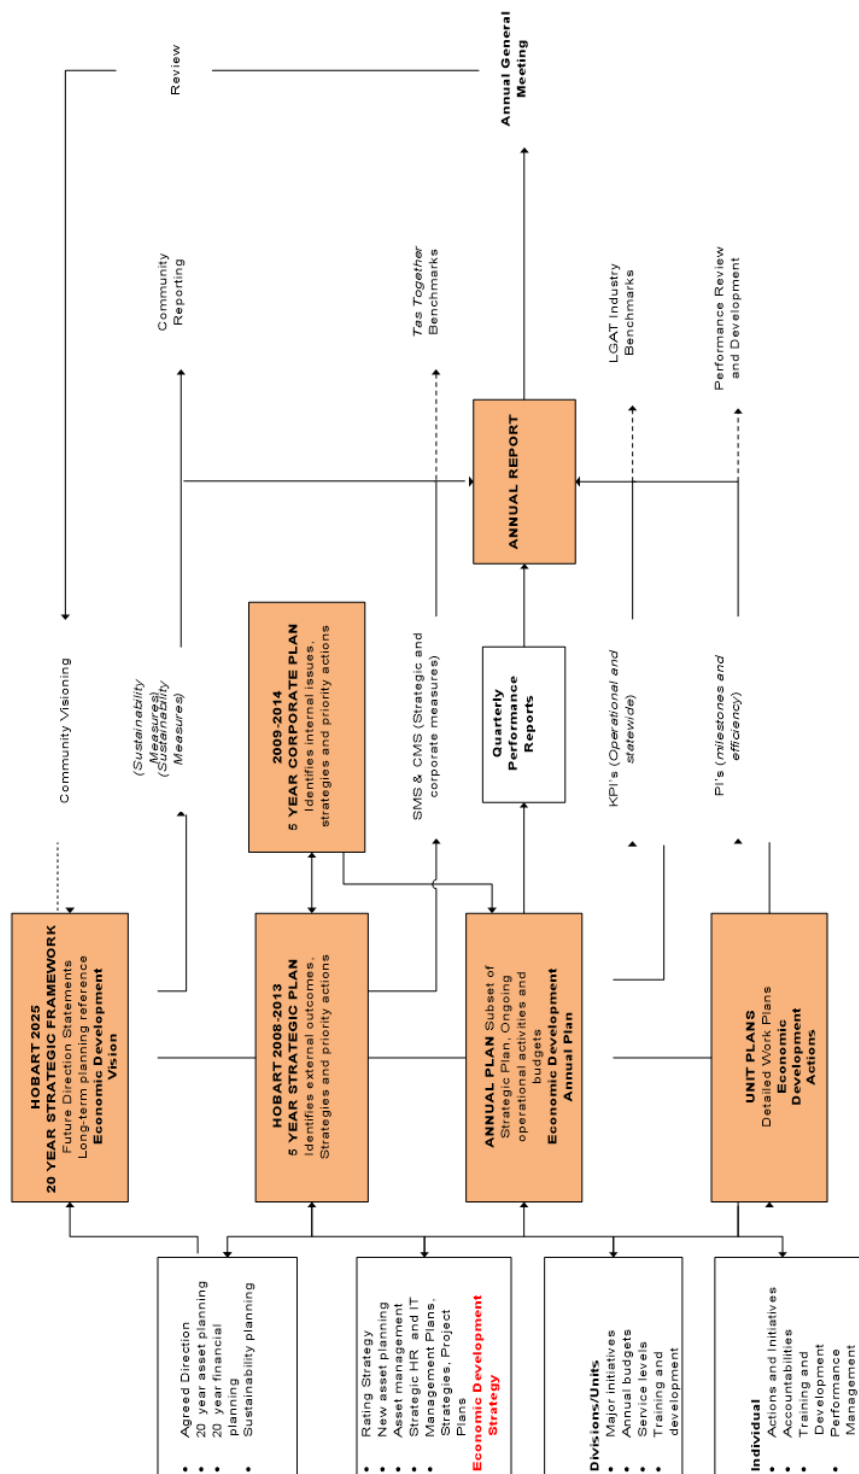 Agreed Direction
20 year asset planning
20 year financial
planning
Sustainability planning
Rating Strategy
New asset planning
Asset management
Strategic HR and IT
Management Plans,
Strategies, Project
Plans
Economic Development
Strategy
Divisions/Units
Major initiatives
Annual budgets
Service levels
Training and
development
Individual
Actions and Initiatives
Accountabilities
Training and
Development
Performance
Management
HOBART 2025
20 YEAR STRATEGIC FRAMEWORK
Future Direction Statements
Long-term planning reference
Economic Development
Vision
HOBART 2008-2013
5 YEAR STRATEGIC PLAN
Identifies external outcomes,
Strategies and priority actions
ANNUAL PLAN Subset of
Strategic Plan, Ongoing
operational activities and
budgets
Economic Development
Annual Plan
UNIT PLANS
Detailed Work Plans
Economic
Development
Actions
2009-2014
5 YEAR CORPORATE PLAN
Identifies internal issues,
strategies and priority actions
Community Visioning
(Sustainability
Measures)
(Sustainability
Measures)
SMS & CMS (Strategic and
corporate measures)
Quarterly
Performance
Reports
KPI's (Operational and
statewide)
PI's (milestones and
efficiency)
ANNUAL REPORT
Community
Reporting
Tas Together
Benchmarks
LGAT Industry
Benchmarks
Performance Review
and Development
Review
Annual General
Meeting